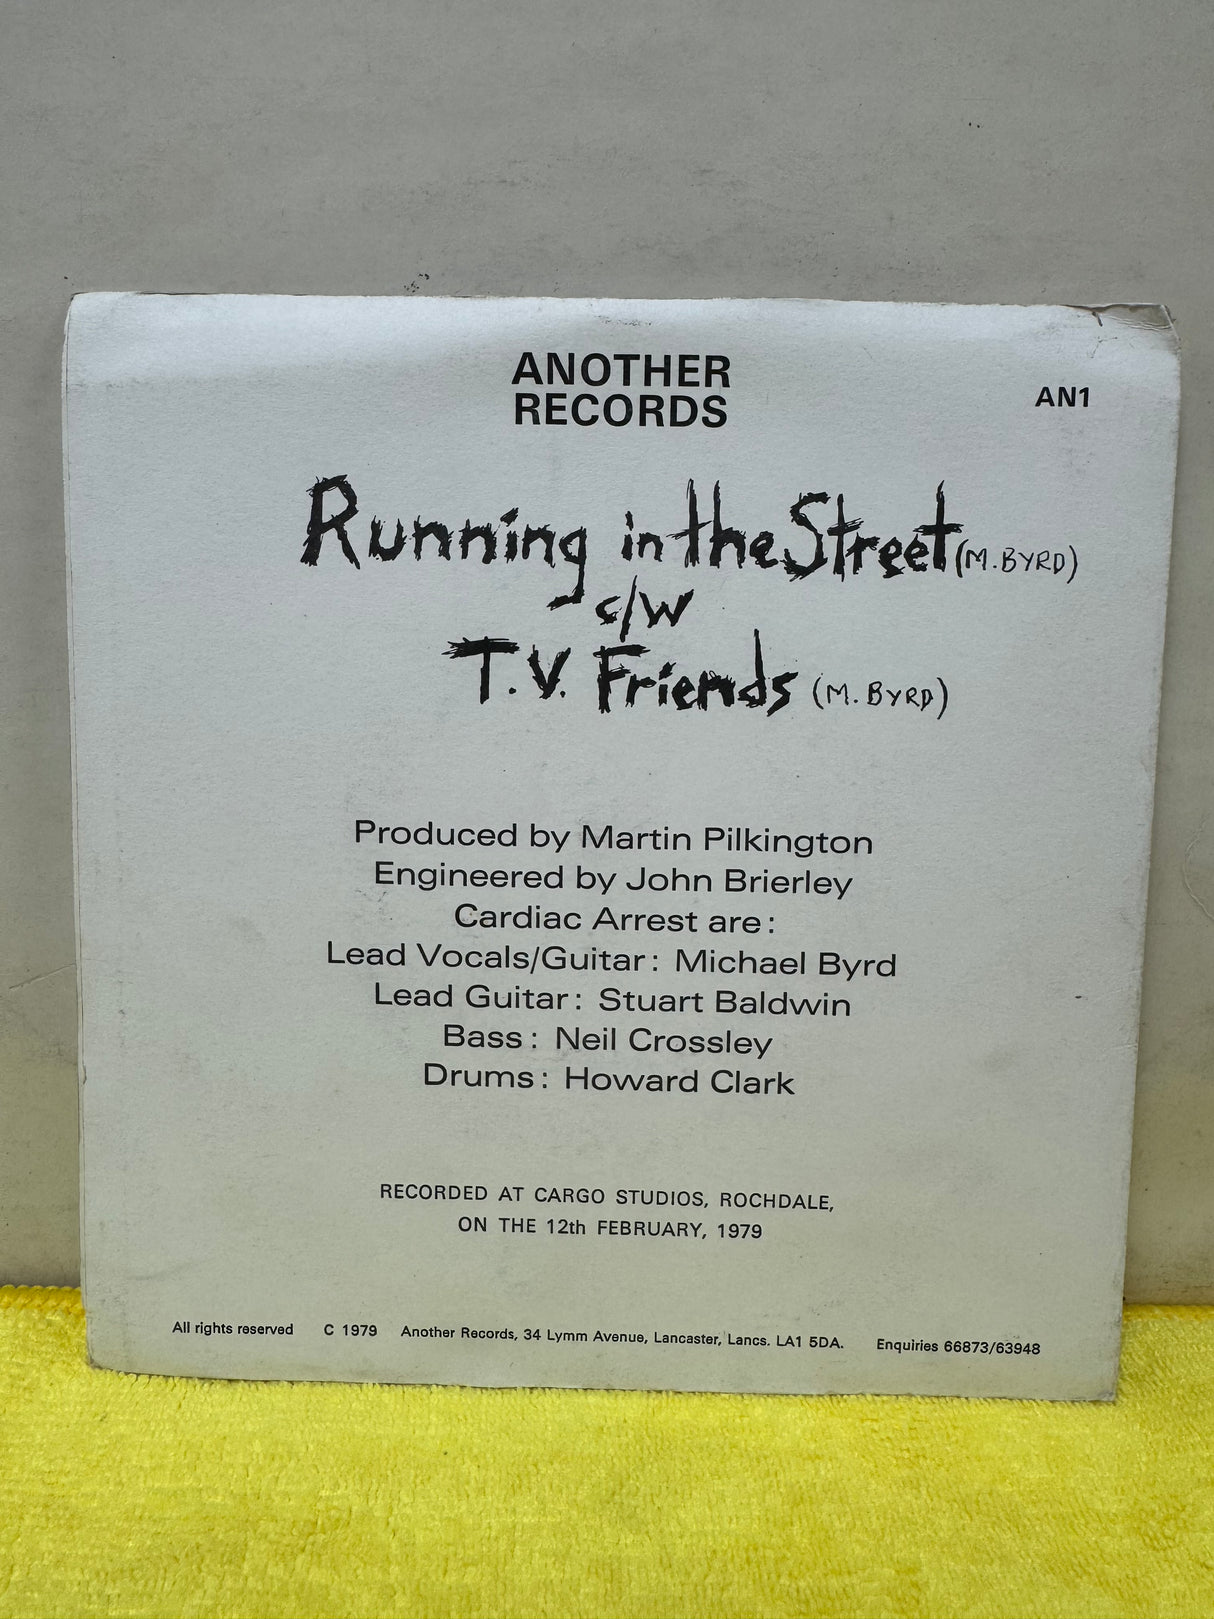 ANOTHER
RECORDS
AN1
Running in the Street (M. BYRD)
c/w
T.V. Friends (M. BYRD)
Produced by Martin Pilkington
Engineered by John Brierley
Cardiac Arrest are:
Lead Vocals/Guitar: Michael Byrd
Lead Guitar: Stuart Baldwin
Bass: Neil Crossley
Drums: Howard Clark
RECORDED AT CARGO STUDIOS, ROCHDALE,
ON THE 12th FEBRUARY, 1979
All rights reserved C 1979 Another Records, 34 Lymm Avenue, Lancaster, Lancs. LA1 5DA. Enquiries 66873/63948